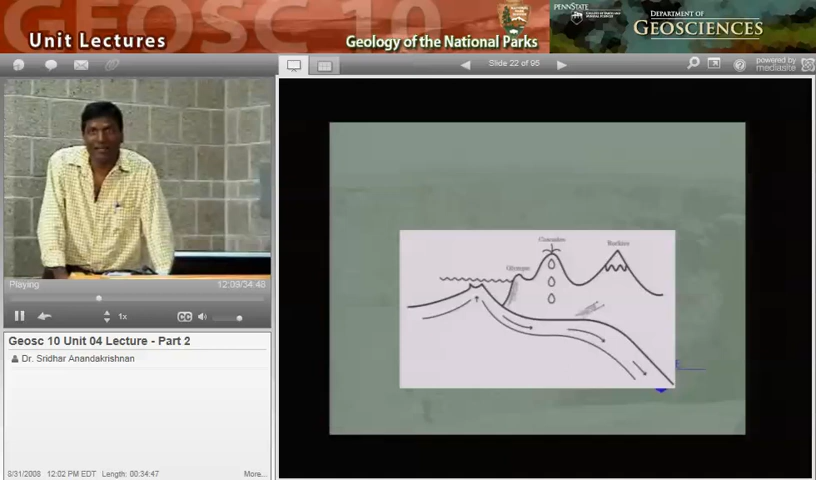 GEOSC 10
Unit Lectures
Geology of the National Parks
PENNSTATE
DEPARTMENT OF
GEOSCIENCES
Slide 22 of 95
powered by
mediasite
Olympic
Cascades
Rockies
E
Playing
12:09/34:48
1x
CC
Geosc 10 Unit 04 Lecture - Part 2
Dr. Sridhar Anandakrishnan
8/31/2008 12:02 PM EDT Length: 00:34:47
More...